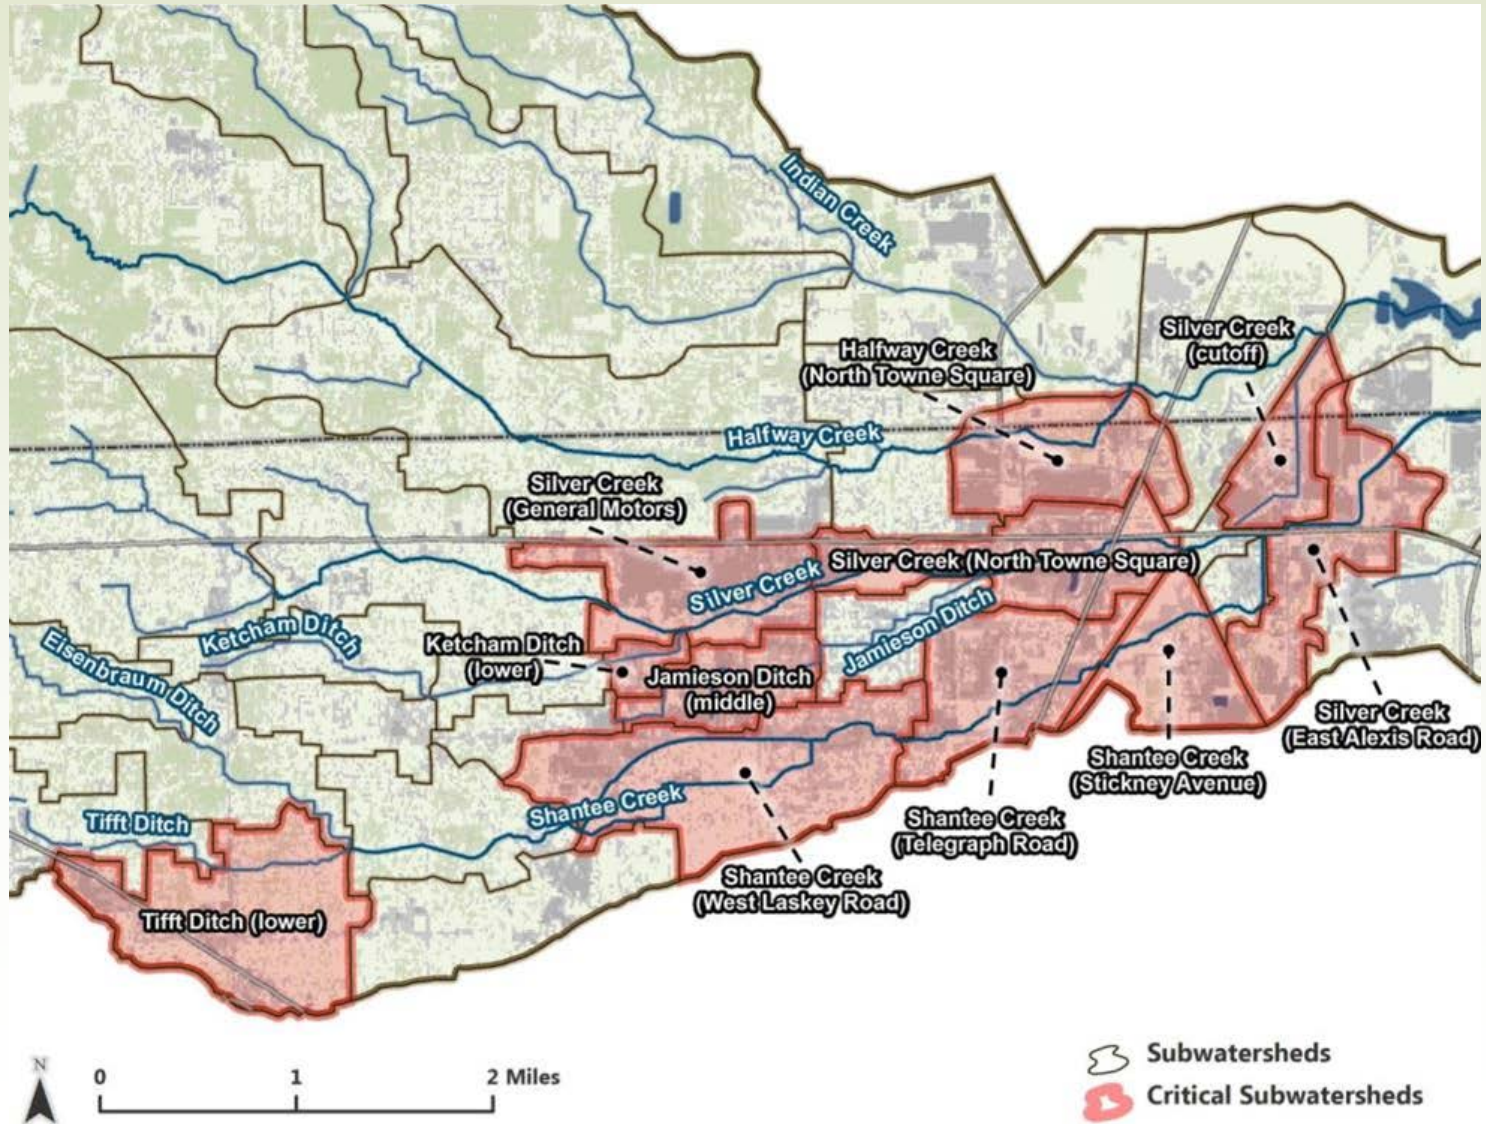 Indian Creek
Silver Creek
(cutoff)
Halfway Creek
(North Towne Square)
Halfway Creek
Silver Creek
(General Motors)
Silver Creek (North Towne Square)
Silver Creek
Jamieson Ditch
Ketcham Ditch
Eisenbraum Ditch
Ketcham Ditch
(lower)
Jamieson Ditch
(middle)
Silver Creek
(East Alexis Road)
Shantee Creek
(Stickney Avenue)
Shantee Creek
Tifft Ditch
Shantee Creek
(Telegraph Road)
Shantee Creek
(West Laskey Road)
Tifft Ditch (lower)
N
0 1 2 Miles
Subwatersheds
Critical Subwatersheds